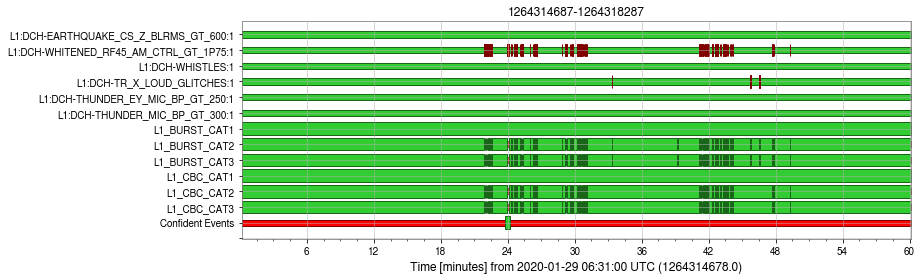 1264314687-1264318287
L1:DCH-EARTHQUAKE_CS_Z_BLRMS_GT_600:1
L1:DCH-WHITENED_RF45_AM_CTRL_GT_1P75:1
L1:DCH-WHISTLES:1
L1:DCH-TR_X_LOUD_GLITCHES:1
L1:DCH-THUNDER_EY_MIC_BP_GT_250:1
L1:DCH-THUNDER_MIC_BP_GT_300:1
L1_BURST_CAT1
L1_BURST_CAT2
L1_BURST_CAT3
L1_CBC_CAT1
L1_CBC_CAT2
L1_CBC_CAT3
Confident Events
6 12 18 24 30 36 42 48 54 60
Time [minutes] from 2020-01-29 06:31:00 UTC (1264314678.0)